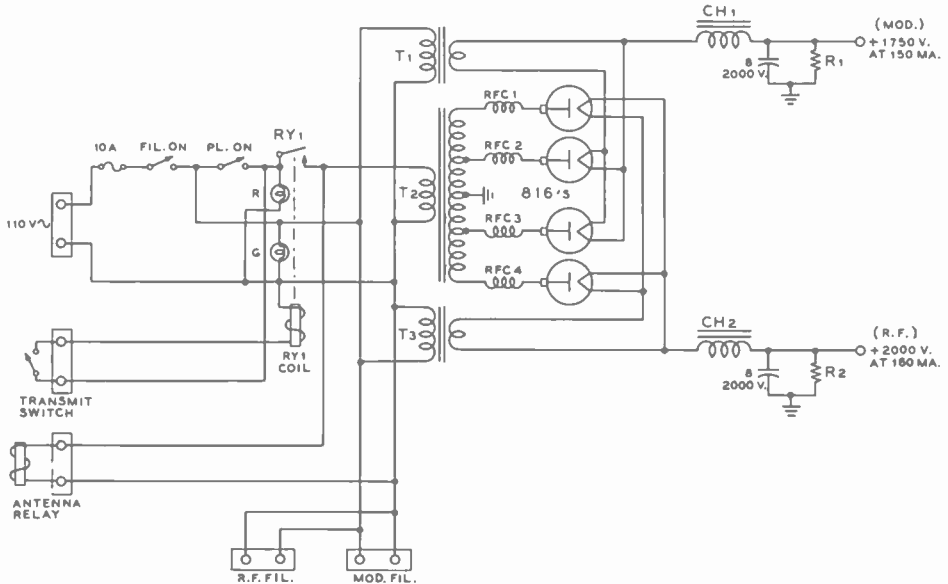 CH1
(MOD.)
+1750 V.
AT 150 MA.
8
2000 V.
R1
T1
RFC 1
10A
FIL. ON
PL. ON
RY1
RFC 2
R
T2
816'S
110 V~
G
RFC 3
RFC 4
T3
RY1
COIL
CH2
(R.F.)
+2000 V.
AT 160 MA.
8
2000 V.
R2
TRANSMIT
SWITCH
ANTENNA
RELAY
R.F. FIL.
MOD. FIL.